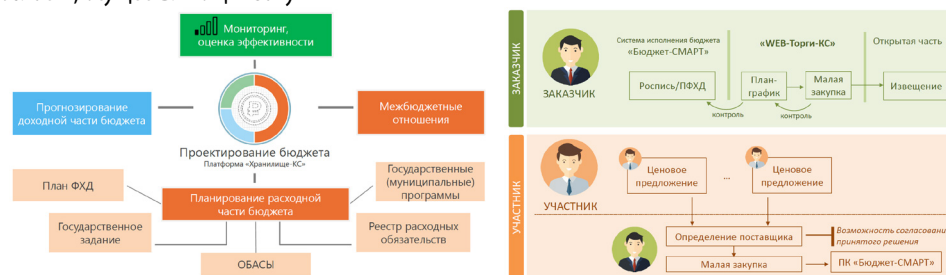 Мониторинг,
оценка эффективности
Прогнозирование
доходной части бюджета
Межбюджетные
отношения
Проектирование бюджета
Платформа «Хранилище-КС»
План ФХД
Государственные
(муниципальные)
программы
Планирование расходной
части бюджета
Государственное
задание
Реестр расходных
обязательств
ОБАСЫ
ЗАКАЗЧИК
Система исполнения бюджета
«Бюджет-СМАРТ»
«WEB-Торги-КС»
Открытая часть
ЗАКАЗЧИК
Роспись/ПФХД
План-
график
Малая
закупка
Извещение
контроль
контроль
УЧАСТНИК
Ценовое
предложение
...
Ценовое
предложение
УЧАСТНИК
Определение поставщика
Возможность согласования
принятого решения
Малая закупка
ПК «Бюджет-СМАРТ»